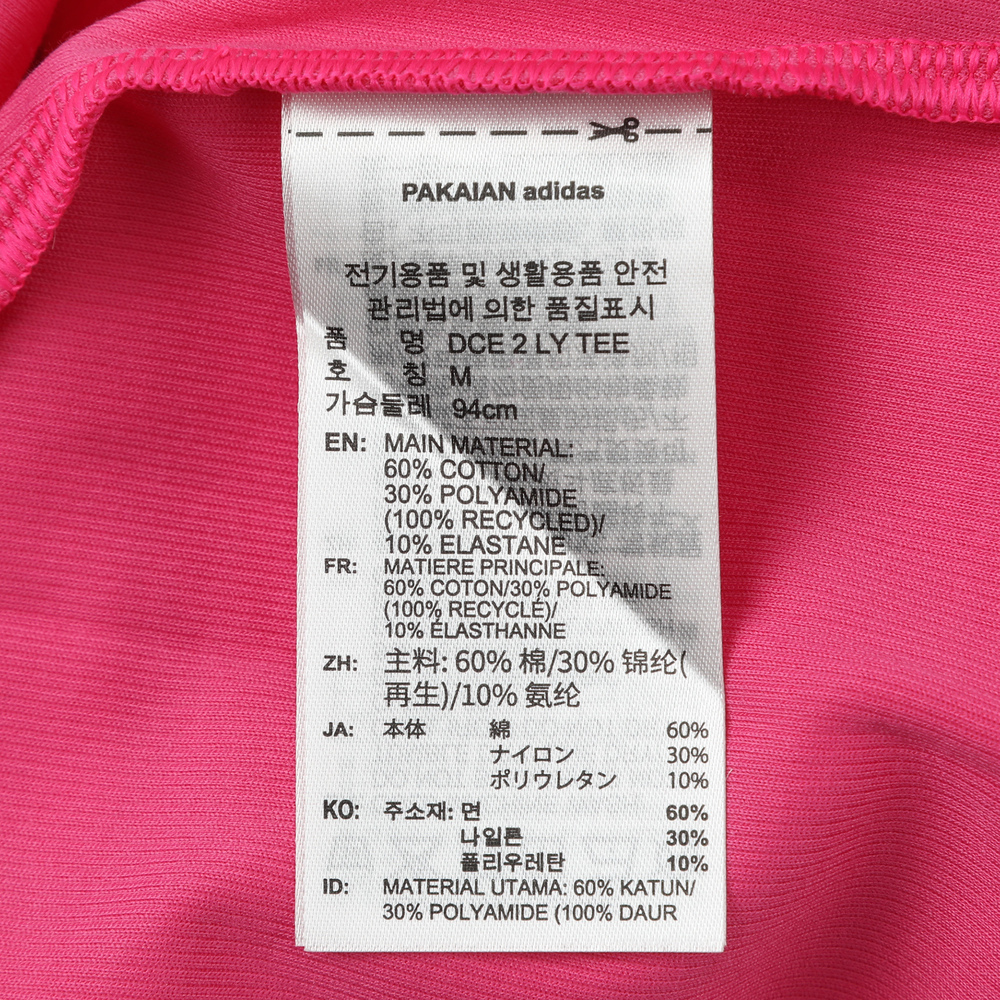 PAKAIAN adidas
전기용품 및 생활용품 안전
관리법에 의한 품질표시
품 명 DCE 2 LY TEE
호 칭 M
가슴둘레 94cm
EN: MAIN MATERIAL:
60% COTTON/
30% POLYAMIDE
(100% RECYCLED)/
10% ELASTANE
FR: MATIERE PRINCIPALE:
60% COTON/30% POLYAMIDE
(100% RECYCLÉ)/
10% ÉLASTHANNE
ZH: 主料: 60% 棉/30% 锦纶(
再生)/10% 氨纶
JA: 本体 綿 60%
ナイロン 30%
ポリウレタン 10%
KO: 주소재: 면 60%
나일론 30%
폴리우레탄 10%
ID: MATERIAL UTAMA: 60% KATUN/
30% POLYAMIDE (100% DAUR